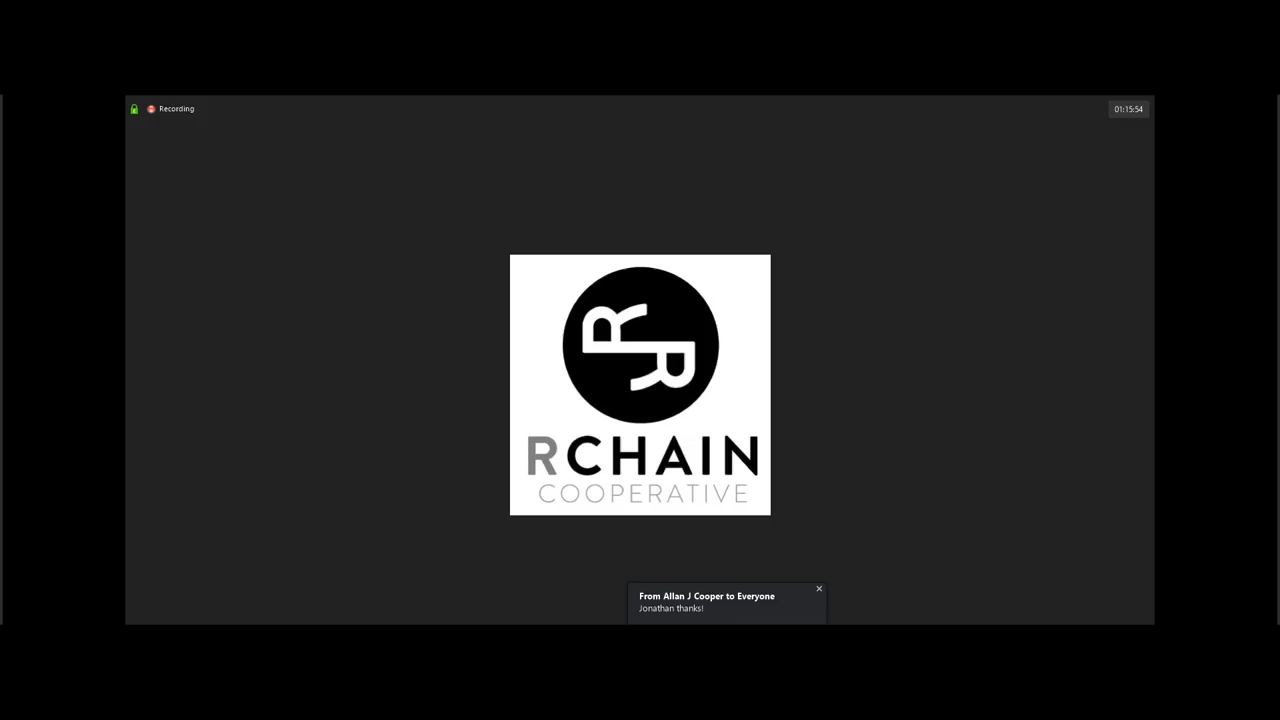 Recording
01:15:54
RCHAIN
COOPERATIVE
From Allan J Cooper to Everyone
Jonathan thanks!